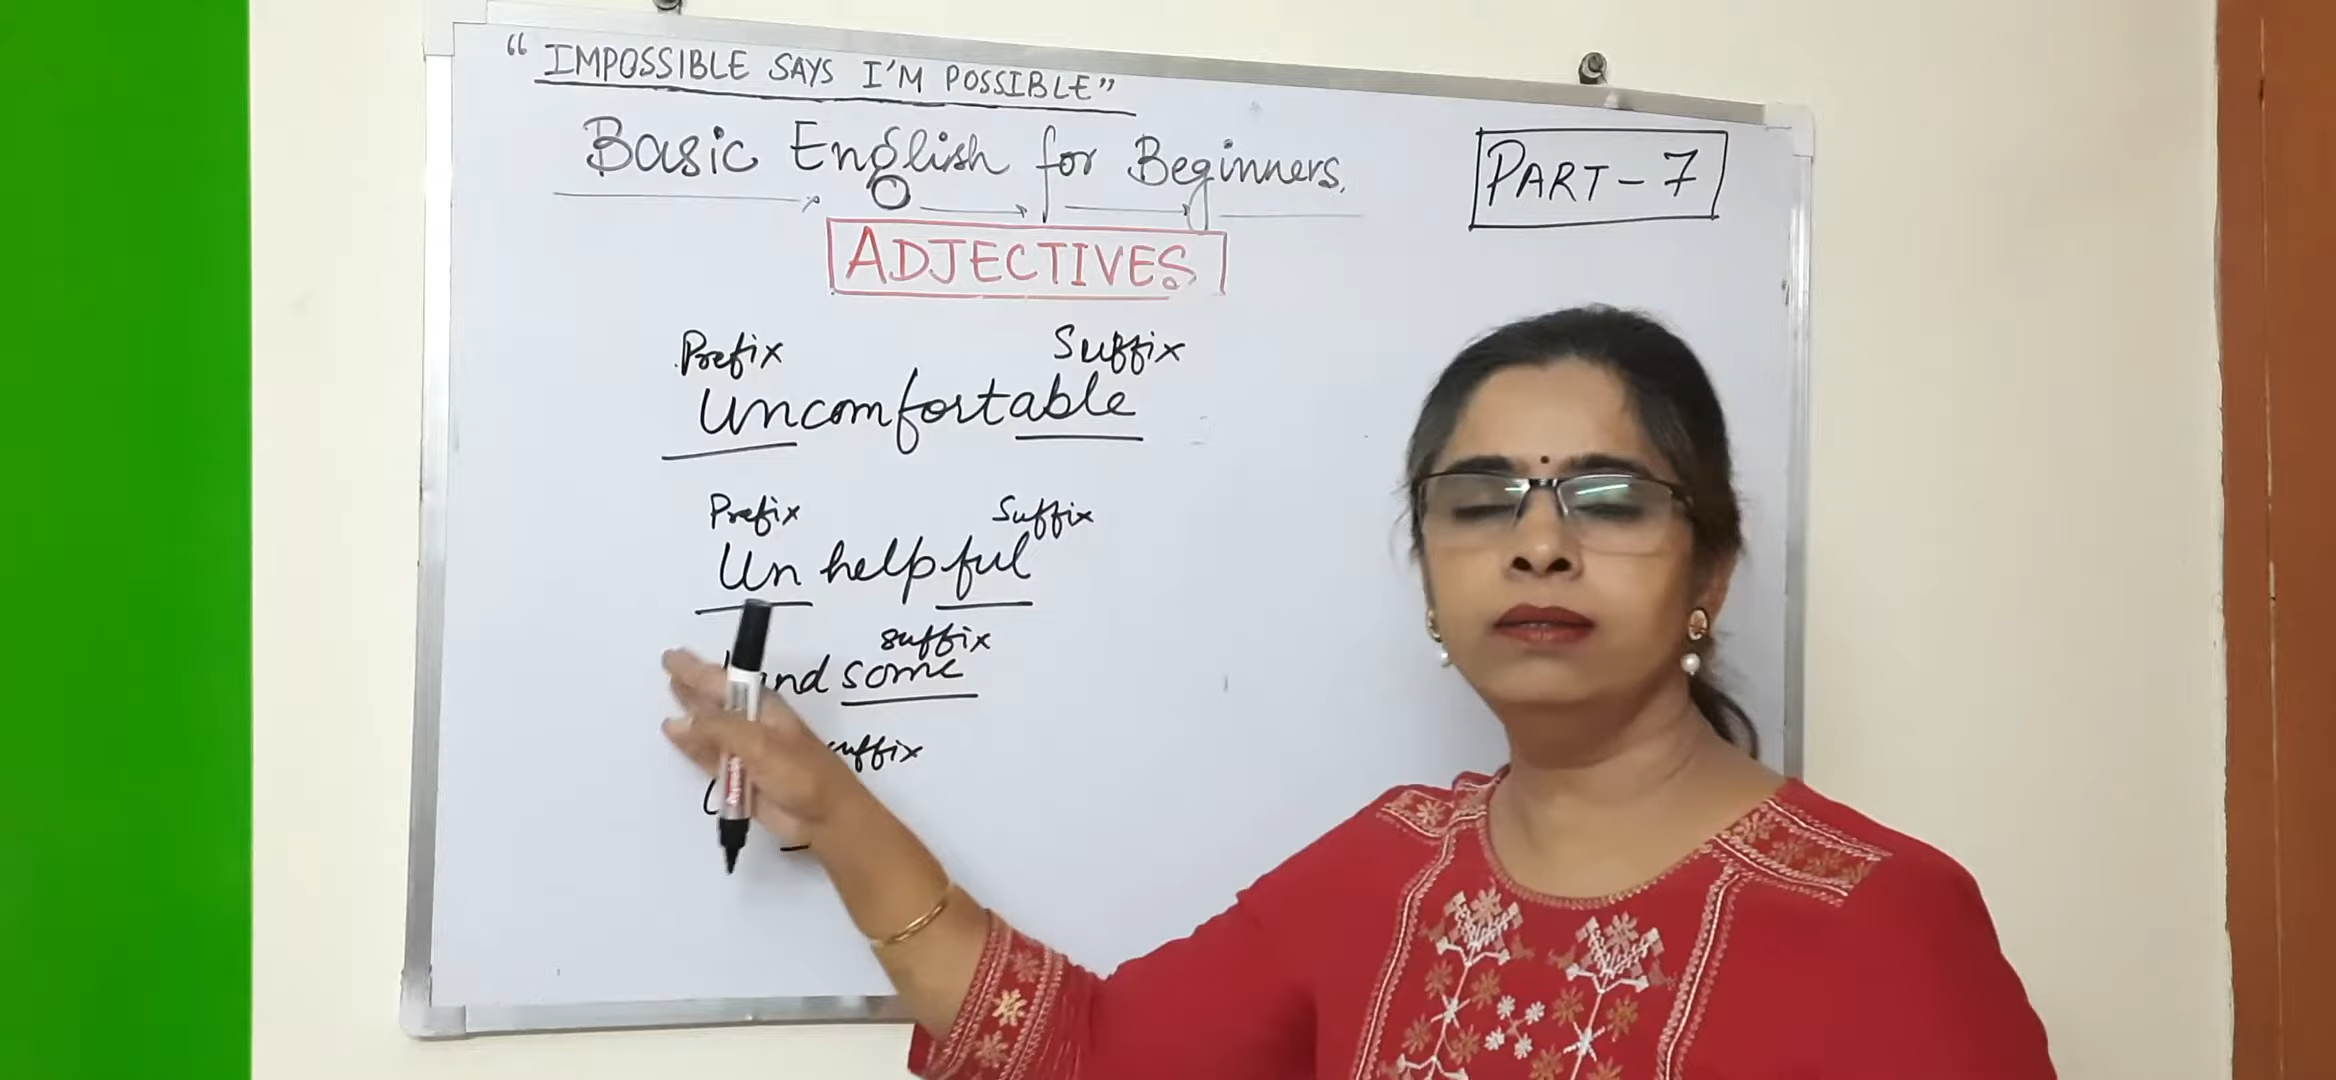 “IMPOSSIBLE SAYS I'M POSSIBLE”
Basic English for Beginners.
PART-7
ADJECTIVES
Prefix Suffix
Uncomfortable
Prefix Suffix
Un helpful
suffix
some
suffix